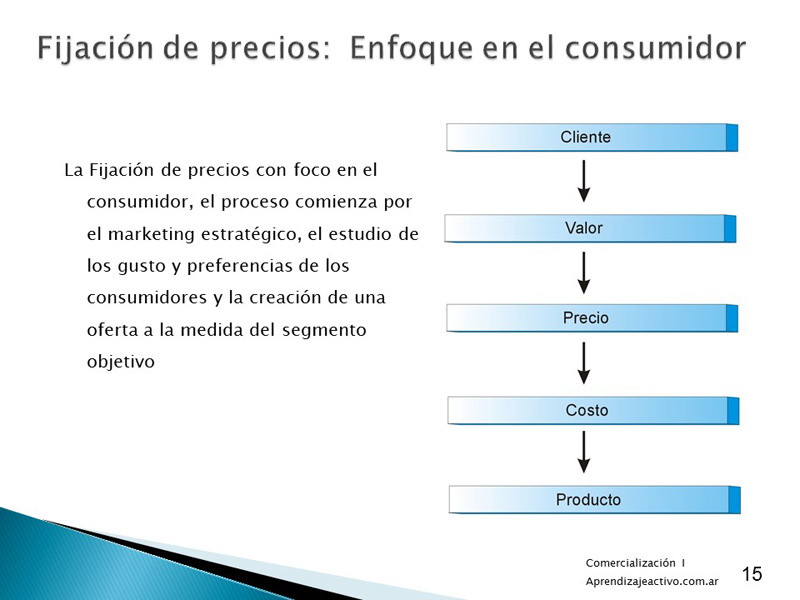 Fijación de precios: Enfoque en el consumidor
La Fijación de precios con foco en el
consumidor, el proceso comienza por
el marketing estratégico, el estudio de
los gusto y preferencias de los
consumidores y la creación de una
oferta a la medida del segmento
objetivo
Cliente
Valor
Precio
Costo
Producto
Comercialización I
Aprendizajeactivo.com.ar
15